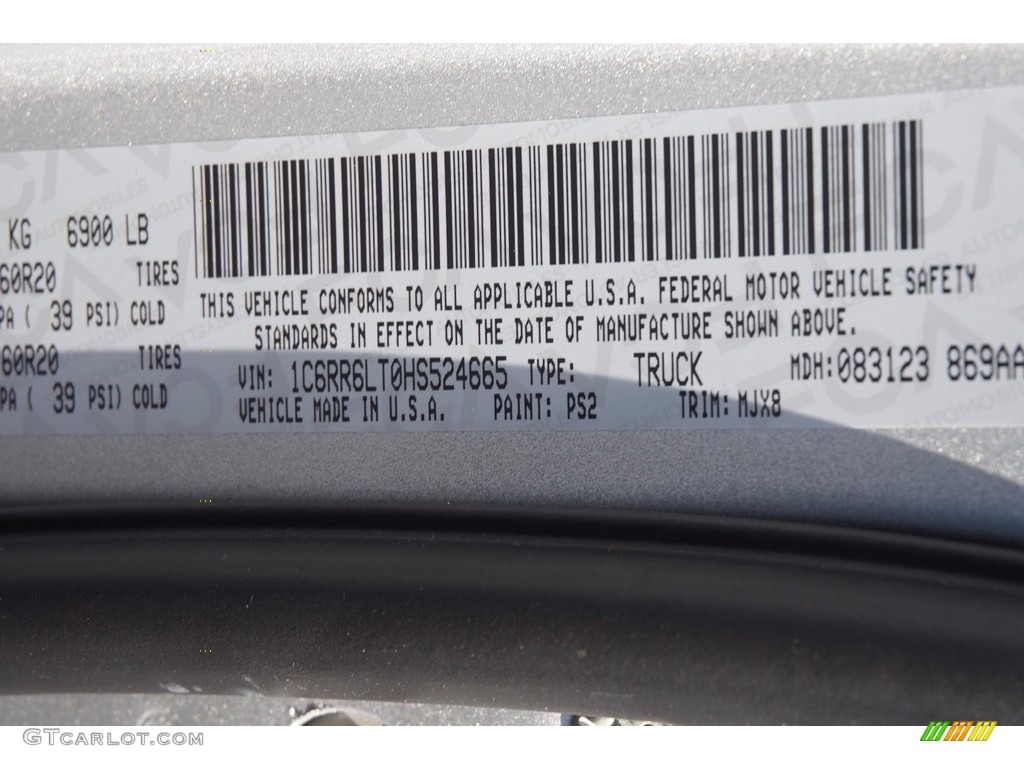 KG 6900 LB
60R20 TIRES
PA ( 39 PSI) COLD
60R20 TIRES
PA ( 39 PSI) COLD
THIS VEHICLE CONFORMS TO ALL APPLICABLE U.S.A. FEDERAL MOTOR VEHICLE SAFETY
STANDARDS IN EFFECT ON THE DATE OF MANUFACTURE SHOWN ABOVE.
VIN: 1C6RR6LT0HS524665 TYPE: TRUCK MDH:083123 869AA
VEHICLE MADE IN U.S.A. PAINT: PS2 TRIM: MJX8
GTCARLOT.COM